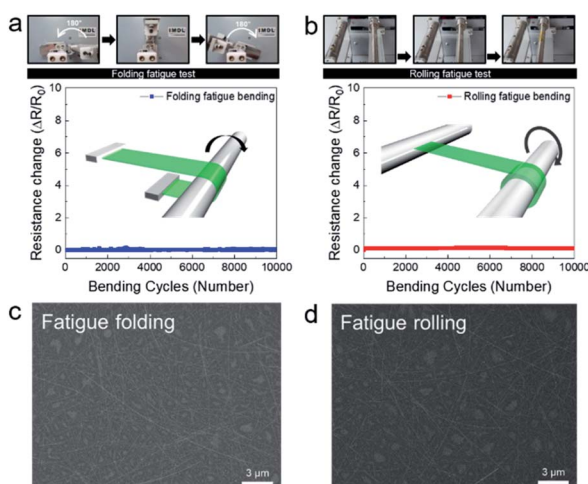 a
180°
IMDL
180°
IMDL
Folding fatigue test
Resistance change (ΔR/R0)
10
8
6
4
2
0
Folding fatigue bending
0 2000 4000 6000 8000 10000
Bending Cycles (Number)
b
Rolling fatigue test
Resistance change (ΔR/R0)
10
8
6
4
2
0
Rolling fatigue bending
0 2000 4000 6000 8000 10000
Bending Cycles (Number)
c
Fatigue folding
3 μm
d
Fatigue rolling
3 μm